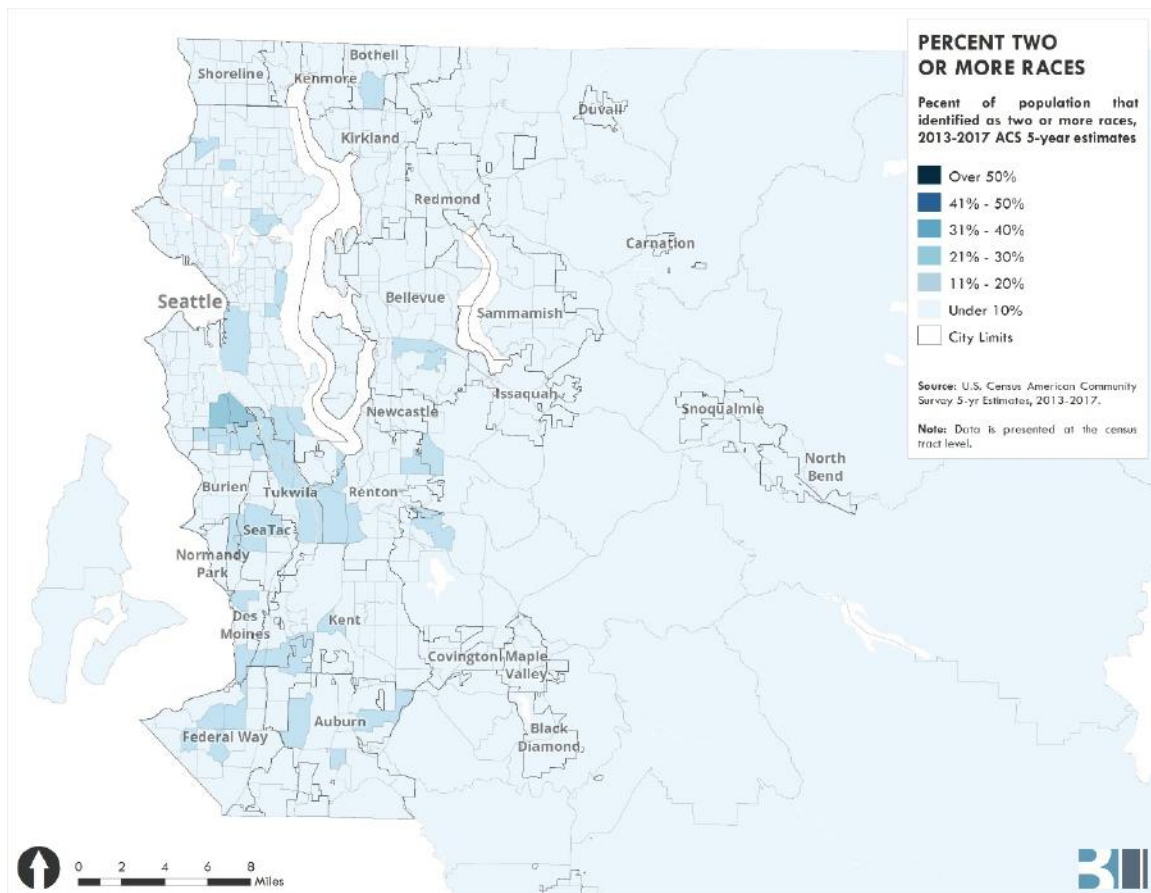 PERCENT TWO
OR MORE RACES
Pecent of population that
identified as two or more races,
2013-2017 ACS 5-year estimates
Over 50%
41% - 50%
31% - 40%
21% - 30%
11% - 20%
Under 10%
City Limits
Source: U.S. Census American Community
Survey 5-yr Estimates, 2013-2017.
Note: Data is presented at the census
tract level.
Bothell
Shoreline
Kenmore
Duvall
Kirkland
Redmond
Carnation
Seattle
Bellevue
Sammamish
Issaquah
Newcastle
Snoqualmie
North
Bend
Burien
Tukwila
Renton
SeaTac
Normandy
Park
Des
Moines
Kent
Covington
Maple
Valley
Auburn
Federal Way
Black
Diamond
0 2 4 6 8
Miles